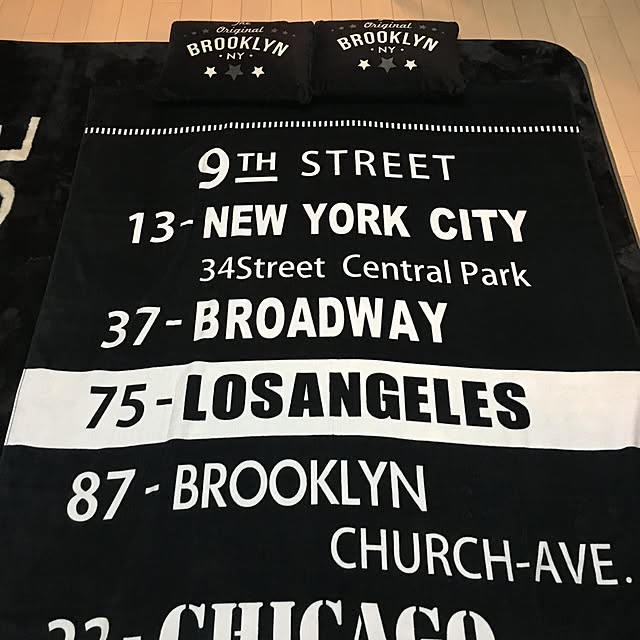 The
Original
BROOKLYN
· NY ·
Original
BROOKLYN
· NY ·
9TH STREET
13-NEW YORK CITY
34Street Central Park
37-BROADWAY
75-LOSANGELES
87-BROOKLYN
CHURCH-AVE.
CHICAGO